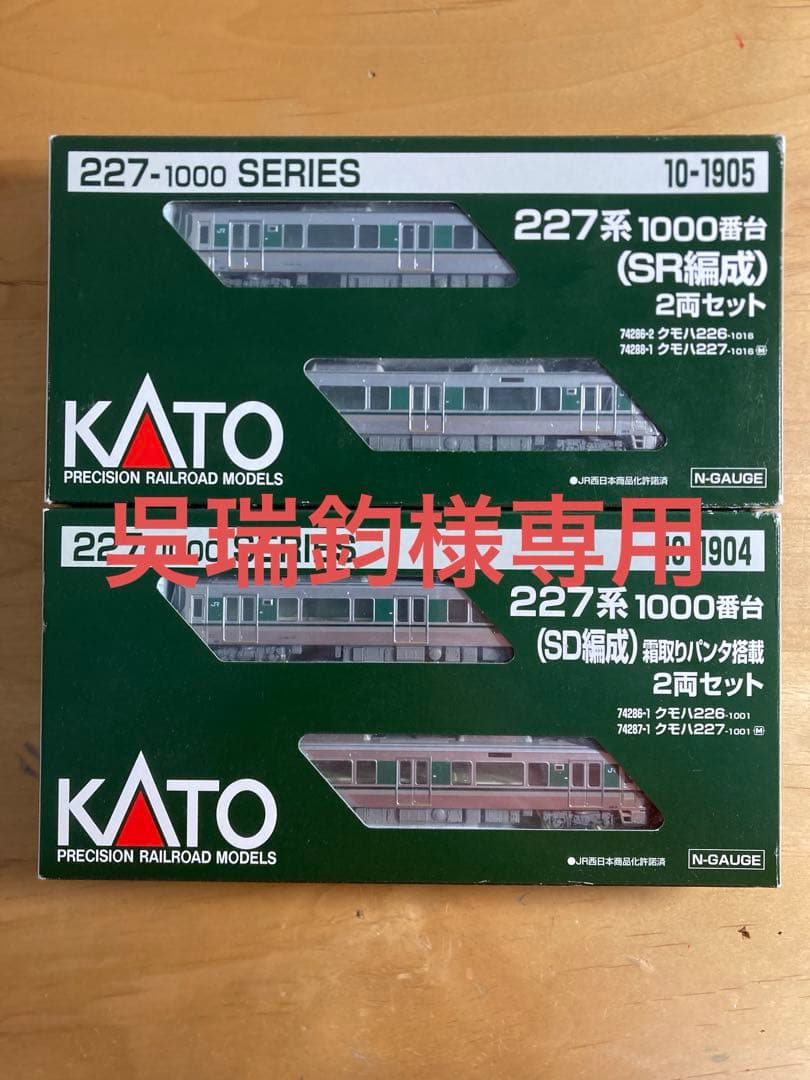 227-1000 SERIES 10-1905
227系 1000番台
(SR編成)
2両セット
74286-2 クモハ226-1016
74288-1 クモハ227-1016 M
KATO
PRECISION RAILROAD MODELS
●JR西日本商品化許諾済 N-GAUGE
吳瑞鈞様専用
227-1000 SERIES 10-1904
227系 1000番台
(SD編成) 霜取りパンタ搭載
2両セット
74286-1 クモハ226-1001
74287-1 クモハ227-1001 M
KATO
PRECISION RAILROAD MODELS
●JR西日本商品化許諾済 N-GAUGE